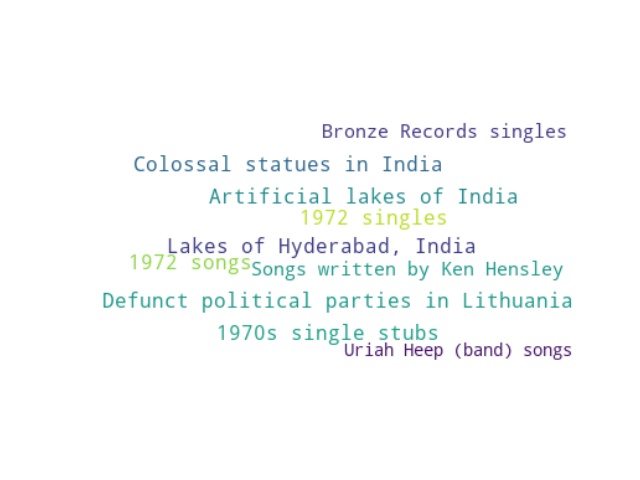 Bronze Records singles
Colossal statues in India
Artificial lakes of India
1972 singles
Lakes of Hyderabad, India
1972 songs
Songs written by Ken Hensley
Defunct political parties in Lithuania
1970s single stubs
Uriah Heep (band) songs